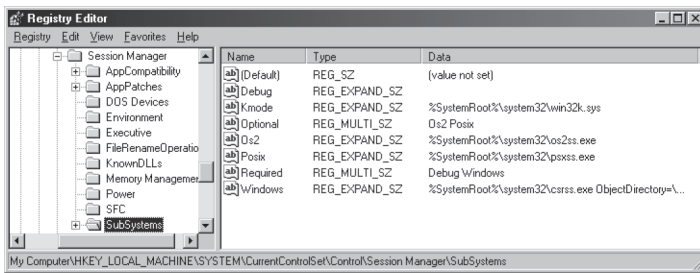 Registry Editor
Registry Edit View Favorites Help
Session Manager
AppCompatibility
AppPatches
DOS Devices
Environment
Executive
FileRenameOperatio
KnownDLLs
Memory Managemer
Power
SFC
SubSystems
Name Type Data
(Default) REG_SZ (value not set)
Debug REG_EXPAND_SZ
Kmode REG_EXPAND_SZ %SystemRoot%\system32\win32k.sys
Optional REG_MULTI_SZ Os2 Posix
Os2 REG_EXPAND_SZ %SystemRoot%\system32\os2ss.exe
Posix REG_EXPAND_SZ %SystemRoot%\system32\psxss.exe
Required REG_MULTI_SZ Debug Windows
Windows REG_EXPAND_SZ %SystemRoot%\system32\csrss.exe ObjectDirectory=\...
My Computer\HKEY_LOCAL_MACHINE\SYSTEM\CurrentControlSet\Control\Session Manager\SubSystems